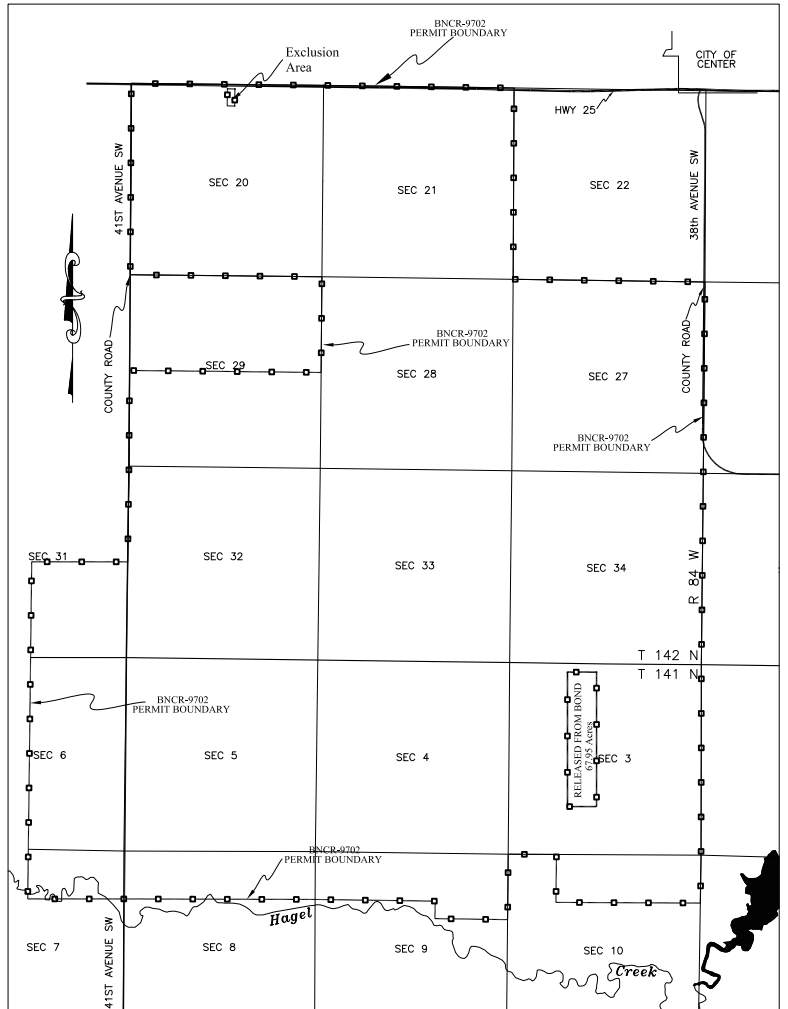 BNCR-9702
PERMIT BOUNDARY
Exclusion
Area
CITY OF
CENTER
HWY 25
41ST AVENUE SW
SEC 20
SEC 21
SEC 22
38th AVENUE SW
COUNTY ROAD
BNCR-9702
PERMIT BOUNDARY
COUNTY ROAD
SEC 29
SEC 28
SEC 27
BNCR-9702
PERMIT BOUNDARY
SEC 31
SEC 32
SEC 33
SEC 34
R 84 W
T 142 N
T 141 N
BNCR-9702
PERMIT BOUNDARY
SEC 6
SEC 5
SEC 4
RELEASED FROM BOND
67.95 Acres
SEC 3
BNCR-9702
PERMIT BOUNDARY
Hagel
41ST AVENUE SW
SEC 7
SEC 8
SEC 9
SEC 10
Creek